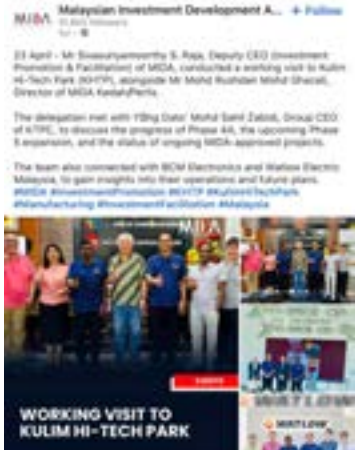 MIDA
Malaysian Investment Development A... + Follow
23 April - Mr Sivasuriyamoorthy S. Raja, Deputy CEO (Investment
Promotion & Facilitation) of MIDA, conducted a working visit to Kulim
Hi-Tech Park (KHTP), alongside Mr Mohd
Director of MIDA Kedah/Perlis.
The delegation met with YBhg Dato' Mohd Sahil Zabidi, Group CEO
of KTPC, to discuss the progress of Phase 4A, the upcoming Phase
5 expansion, and the status of ongoing MIDA-approved projects.
The team also connected with BCM Electronics and Watlow Electric
Malaysia, to gain insights into their operations and future plans.
#MIDA #InvestmentPromotion #KHTP #KulimHiTechPark
#Manufacturing #InvestmentFacilitation #Malaysia
MIDA
WORKING VISIT TO
KULIM HI-TECH PARK
WATLOW